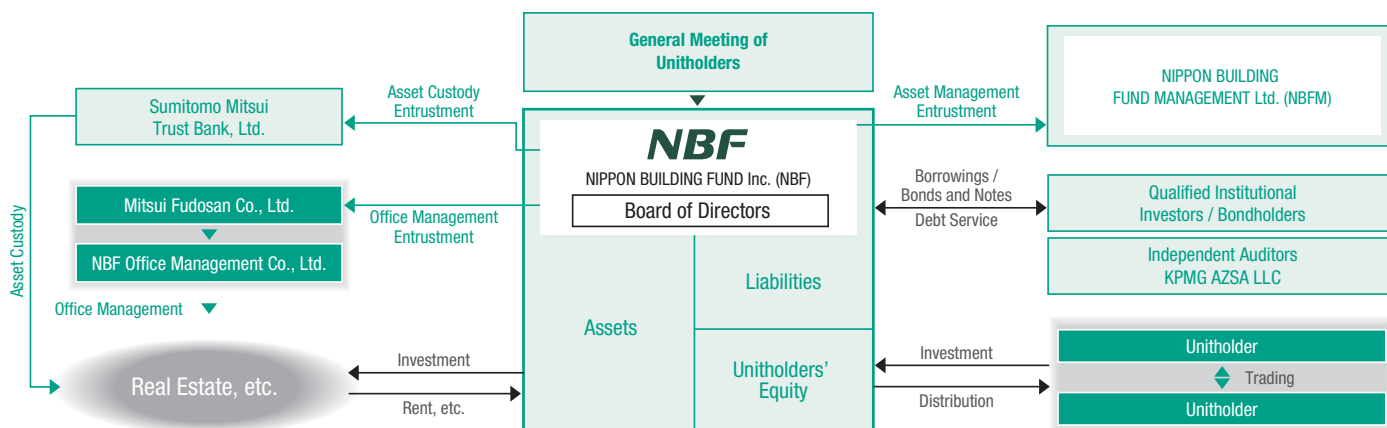 General Meeting of
Unitholders
Asset Custody
Entrustment
Sumitomo Mitsui
Trust Bank, Ltd.
Asset Management
Entrustment
NIPPON BUILDING
FUND MANAGEMENT Ltd. (NBFM)
NBF
NIPPON BUILDING FUND Inc. (NBF)
Board of Directors
Mitsui Fudosan Co., Ltd.
NBF Office Management Co., Ltd.
Office Management
Entrustment
Borrowings /
Bonds and Notes
Debt Service
Qualified Institutional
Investors / Bondholders
Independent Auditors
KPMG AZSA LLC
Asset Custody
Office Management
Assets
Liabilities
Unitholders'
Equity
Real Estate, etc.
Investment
Rent, etc.
Investment
Distribution
Unitholder
Trading
Unitholder